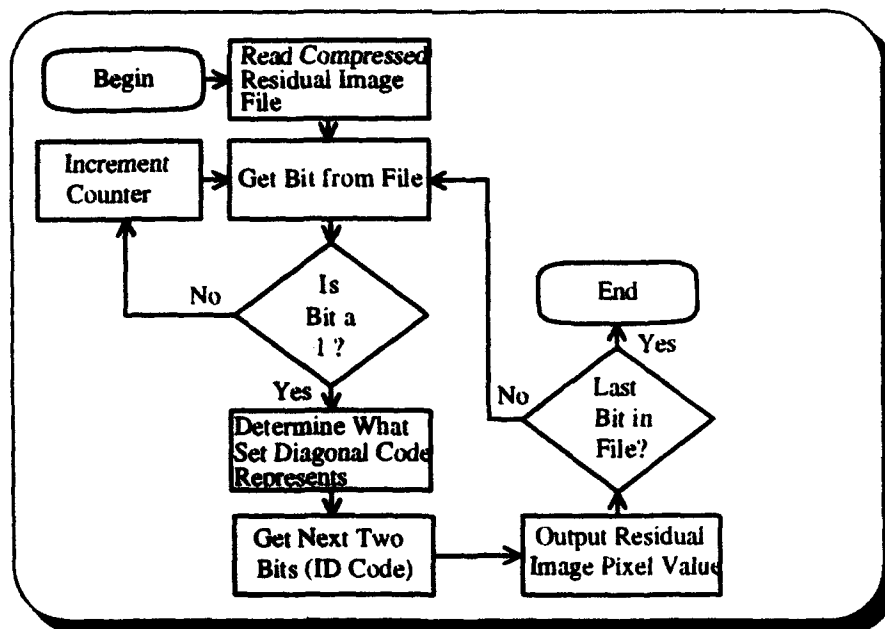 Begin
Read Compressed
Residual Image
File
Increment
Counter
Get Bit from File
No
Is
Bit a
1 ?
Yes
Determine What
Set Diagonal Code
Represents
Get Next Two
Bits (ID Code)
Output Residual
Image Pixel Value
No
Last
Bit in
File?
Yes
End